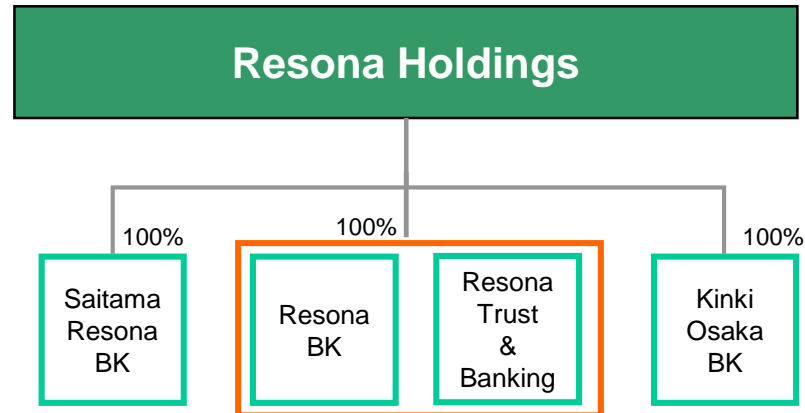 Resona Holdings
100%
100%
100%
Saitama
Resona
BK
Resona
BK
Resona
Trust
&
Banking
Kinki
Osaka
BK